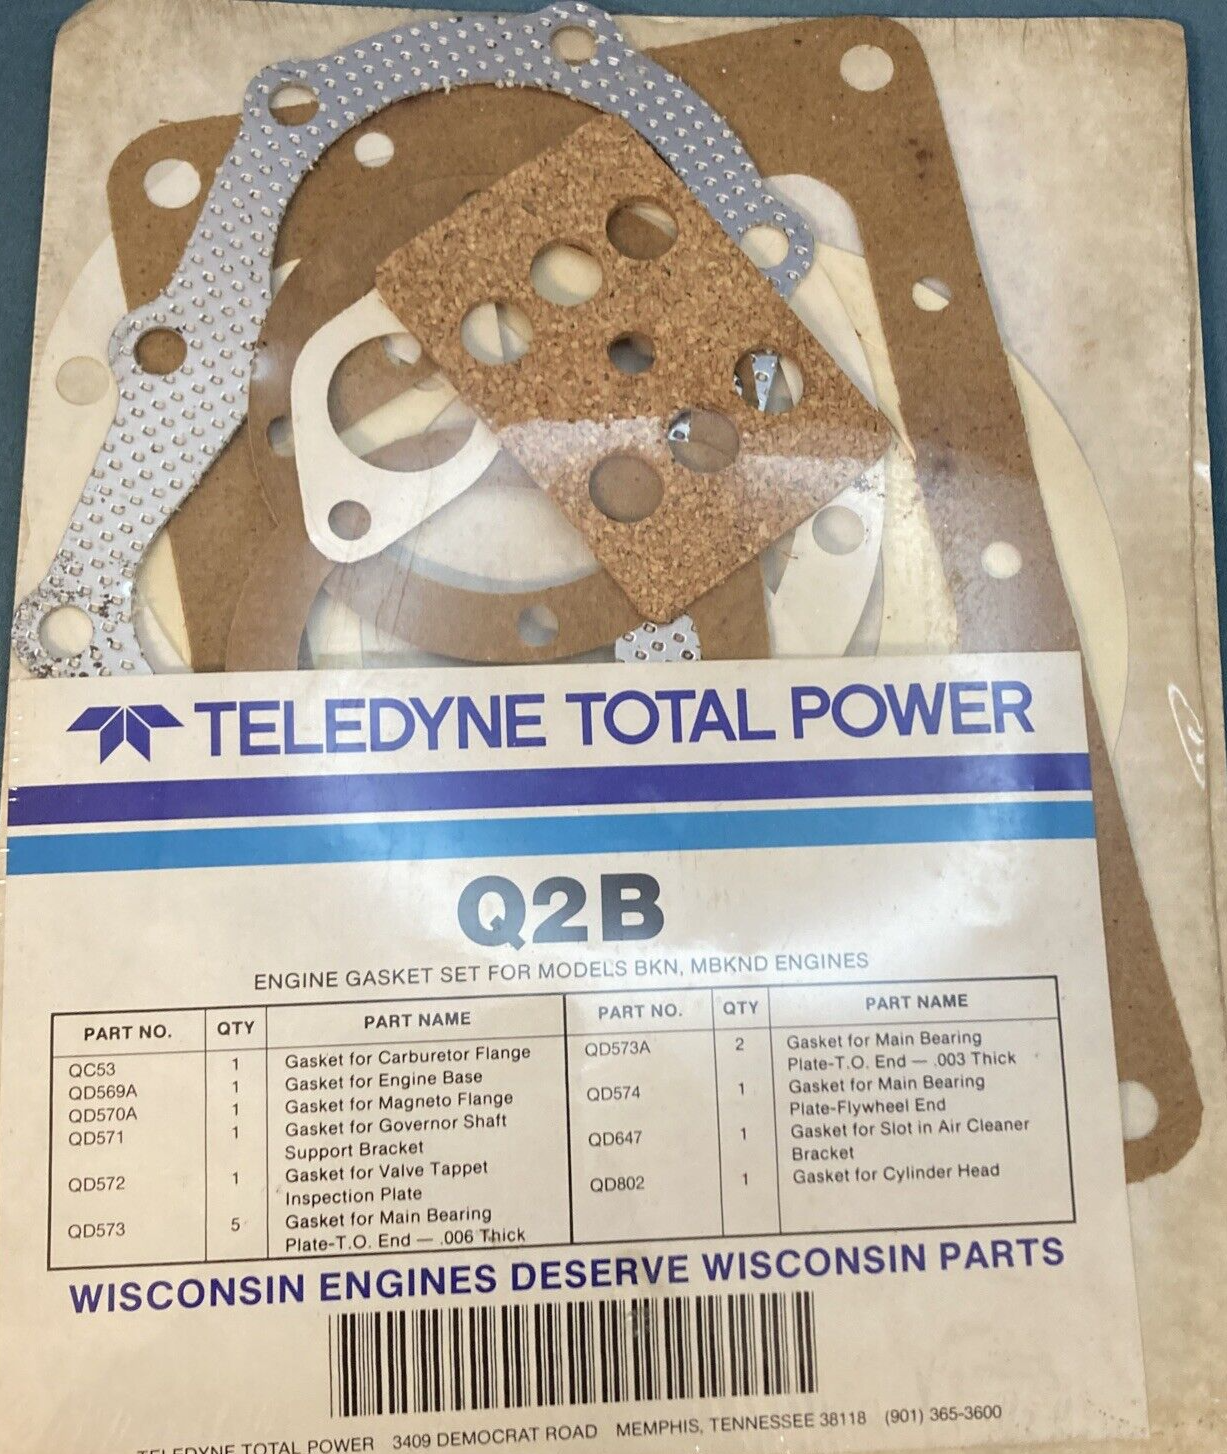 TELEDYNE TOTAL POWER
Q2B
ENGINE GASKET SET FOR MODELS BKN, MBKND ENGINES
PART NO. QTY PART NAME
QC53 1 Gasket for Carburetor Flange
QD569A 1 Gasket for Engine Base
QD570A 1 Gasket for Magneto Flange
QD571 1 Gasket for Governor Shaft
Support Bracket
QD572 1 Gasket for Valve Tappet
Inspection Plate
QD573 5 Gasket for Main Bearing
Plate-T.O. End — .006 Thick
PART NO. QTY PART NAME
QD573A 2 Gasket for Main Bearing
Plate-T.O. End — .003 Thick
QD574 1 Gasket for Main Bearing
Plate-Flywheel End
QD647 1 Gasket for Slot in Air Cleaner
Bracket
QD802 1 Gasket for Cylinder Head
WISCONSIN ENGINES DESERVE WISCONSIN PARTS
TELEDYNE TOTAL POWER 3409 DEMOCRAT ROAD MEMPHIS, TENNESSEE 38118 (901) 365-3600